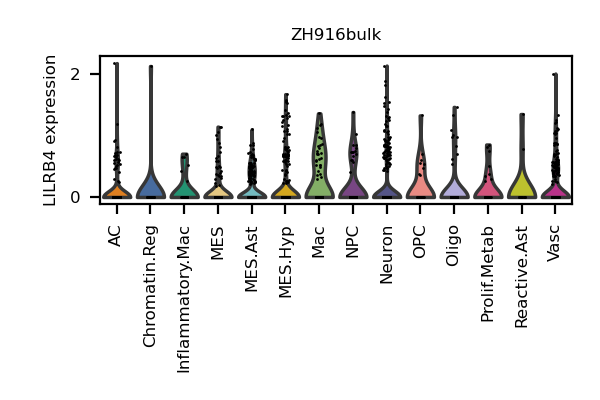 ZH916bulk
LILRB4 expression
2
0
AC
Chromatin.Reg
Inflammatory.Mac
MES
MES.Ast
MES.Hyp
Mac
NPC
Neuron
OPC
Oligo
Prolif.Metab
Reactive.Ast
Vasc